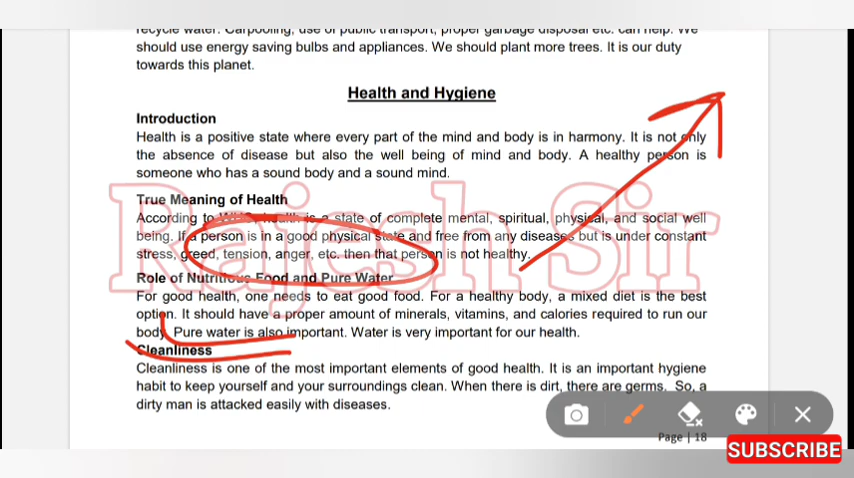 recycle water. Carpooling, use of public transport, proper garbage disposal etc. can help. We
should use energy saving bulbs and appliances. We should plant more trees. It is our duty
towards this planet.
Health and Hygiene
Introduction
Health is a positive state where every part of the mind and body is in harmony. It is not only
the absence of disease but also the well being of mind and body. A healthy person is
someone who has a sound body and a sound mind.
True Meaning of Health
According to WHO, health is a state of complete mental, spiritual, physical, and social well
being. If a person is in a good physical state and free from any diseases but is under constant
stress, greed, tension, anger, etc. then that person is not healthy.
Rajesh Sir
Role of Nutritious Food and Pure Water
For good health, one needs to eat good food. For a healthy body, a mixed diet is the best
option. It should have a proper amount of minerals, vitamins, and calories required to run our
body. Pure water is also important. Water is very important for our health.
Cleanliness
Cleanliness is one of the most important elements of good health. It is an important hygiene
habit to keep yourself and your surroundings clean. When there is dirt, there are germs. So, a
dirty man is attacked easily with diseases.
Page | 18
SUBSCRIBE